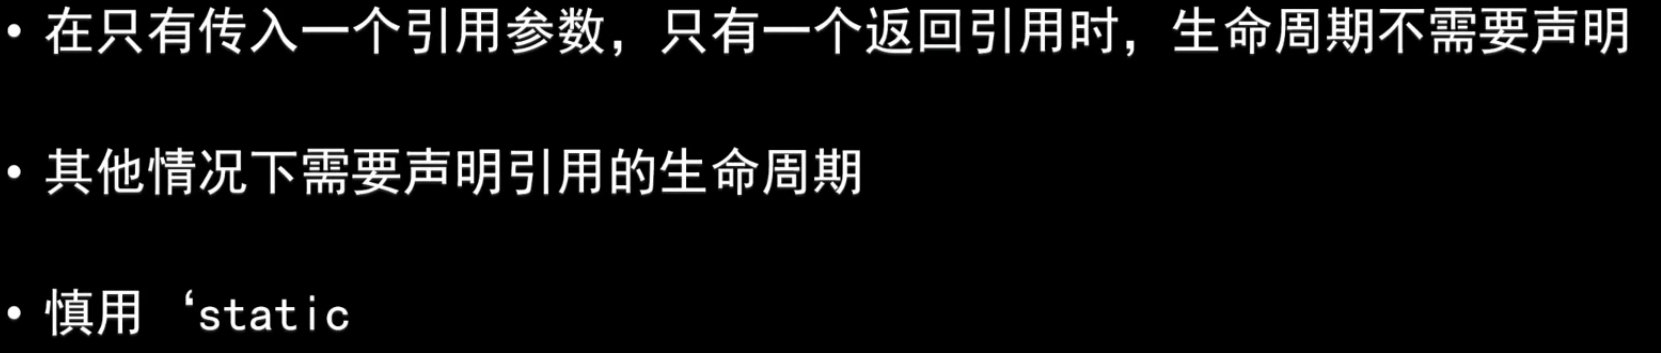 • 在只有传入一个引用参数，只有一个返回引用时，生命周期不需要声明
• 其他情况下需要声明引用的生命周期
• 慎用 ‘static